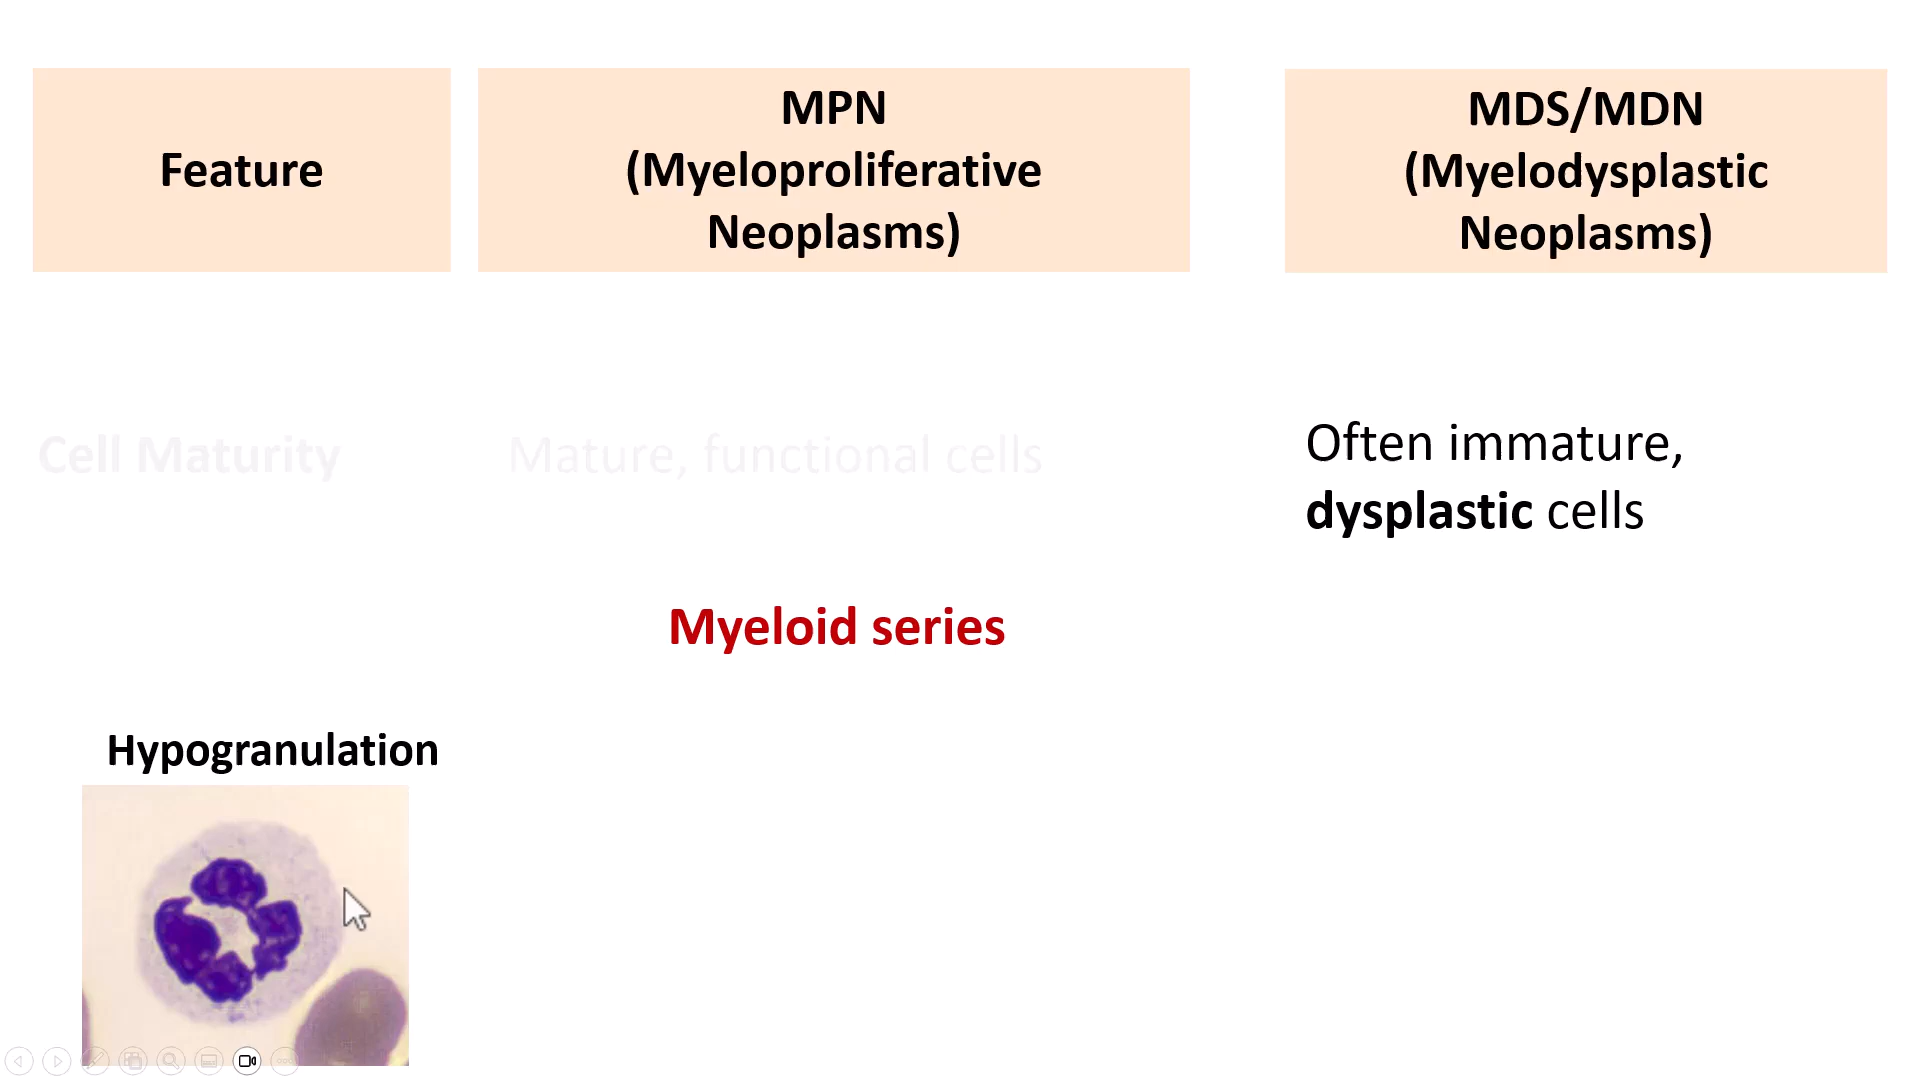 Feature
MPN
(Myeloproliferative
Neoplasms)
MDS/MDN
(Myelodysplastic
Neoplasms)
Cell Maturity
Mature, functional cells
Often immature,
dysplastic cells
Myeloid series
Hypogranulation